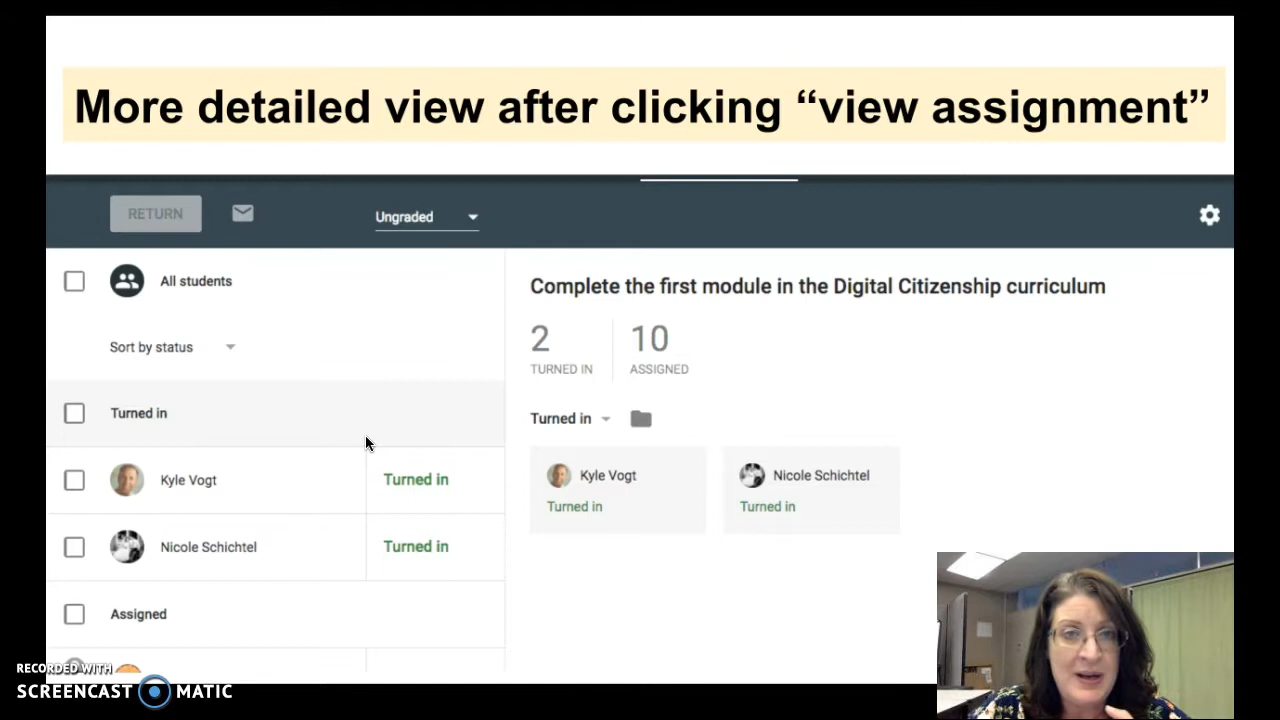 More detailed view after clicking “view assignment”
RETURN
Ungraded
All students
Sort by status
Turned in
Kyle Vogt
Turned in
Nicole Schichtel
Turned in
Assigned
Complete the first module in the Digital Citizenship curriculum
2
10
TURNED IN
ASSIGNED
Turned in
Kyle Vogt
Turned in
Nicole Schichtel
Turned in
RECORDED WITH
SCREENCAST MATIC